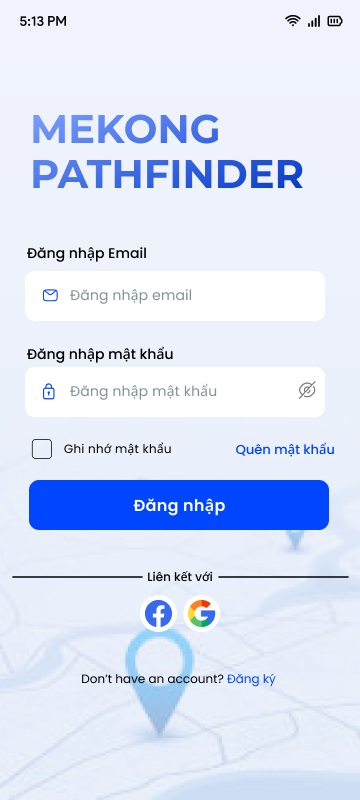 5:13 PM
MEKONG
PATHFINDER
Đăng nhập Email
Đăng nhập email
Đăng nhập mật khẩu
Đăng nhập mật khẩu
Ghi nhớ mật khẩu
Quên mật khẩu
Đăng nhập
Liên kết với
Don't have an account? Đăng ký